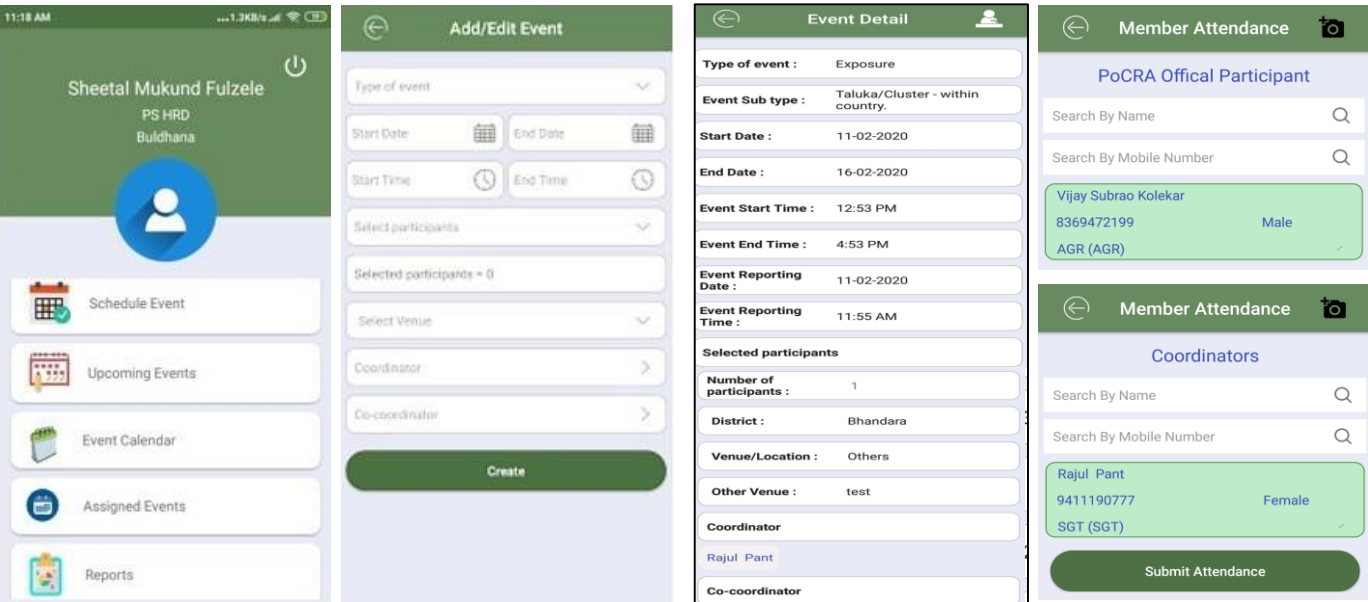 11:18 AM
...1.3KB/s
Sheetal Mukund Fulzele
PS HRD
Buldhana
Schedule Event
Upcoming Events
Event Calendar
Assigned Events
Reports
Add/Edit Event
Type of event
Start Date
End Date
Start Time
End Time
Select participants
Selected participants = 0
Select Venue
Coordinator
Co-coordinator
Create
Event Detail
Type of event : Exposure
Event Sub type : Taluka/Cluster - within
country.
Start Date : 11-02-2020
End Date : 16-02-2020
Event Start Time : 12:53 PM
Event End Time : 4:53 PM
Event Reporting
Date : 11-02-2020
Event Reporting
Time : 11:55 AM
Selected participants
Number of
participants : 1
District : Bhandara
Venue/Location : Others
Other Venue : test
Coordinator
Rajul Pant
Co-coordinator
Member Attendance
PoCRA Offical Participant
Search By Name
Search By Mobile Number
Vijay Subrao Kolekar
8369472199 Male
AGR (AGR)
Member Attendance
Coordinators
Search By Name
Search By Mobile Number
Rajul Pant
9411190777 Female
SGT (SGT)
Submit Attendance